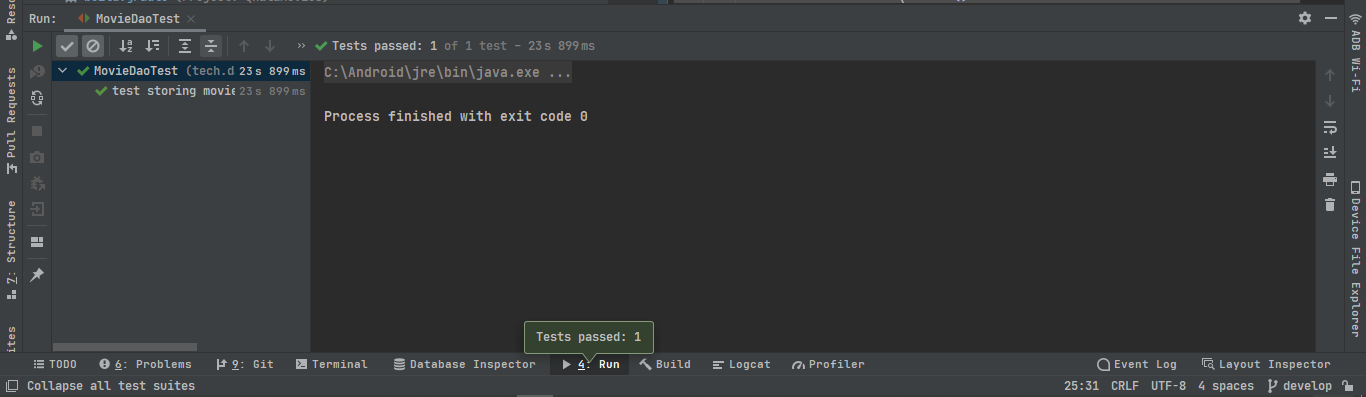 Run: MovieDaoTest
Tests passed: 1 of 1 test – 23 s 899 ms
MovieDaoTest (tech.d 23 s 899 ms
test storing movie 23 s 899 ms
C:\Android\jre\bin\java.exe ...
Process finished with exit code 0
Pull Requests
7: Structure
ADB Wi-Fi
Device File Explorer
Tests passed: 1
TODO 6: Problems 9: Git Terminal Database Inspector 4: Run Build Logcat Profiler Event Log Layout Inspector
Collapse all test suites 25:31 CRLF UTF-8 4 spaces develop